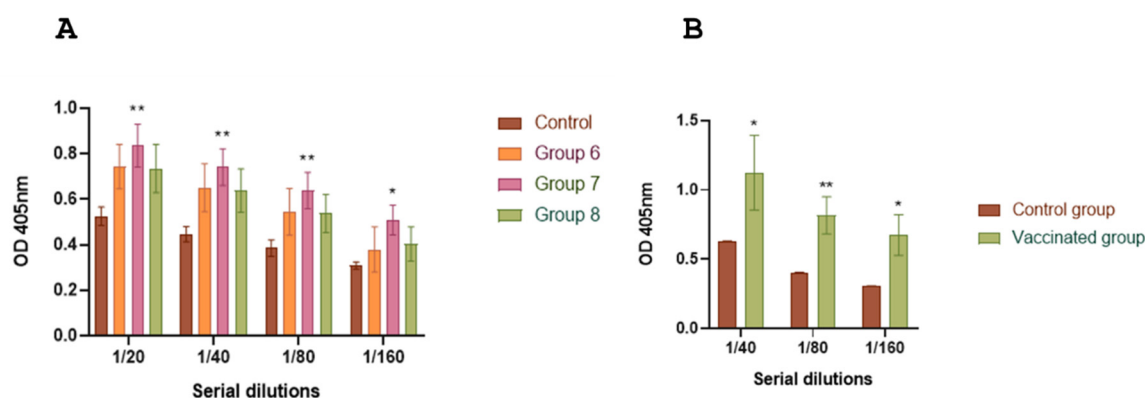 A
B
1.0
0.8
0.6
0.4
0.2
0.0
OD 405nm
**
**
**
*
1/20
1/40
1/80
1/160
Serial dilutions
Control
Group 6
Group 7
Group 8
1.5
1.0
0.5
0.0
OD 405nm
*
**
*
1/40
1/80
1/160
Serial dilutions
Control group
Vaccinated group